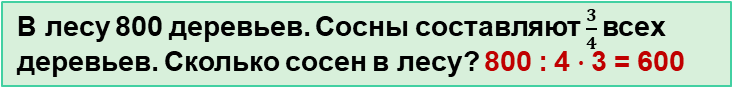 В лесу 800 деревьев. Сосны составляют 3/4 всех
деревьев. Сколько сосен в лесу? 800 : 4 · 3 = 600